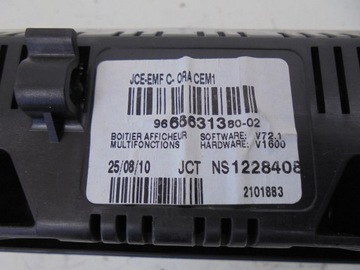 JCE-EMF C- ORA CEM1
9666631380-02
BOITIER AFFICHEUR SOFTWARE: V72.1
MULTIFONCTIONS HARDWARE: V1600
25/08/10 JCT NS1228408
2101883